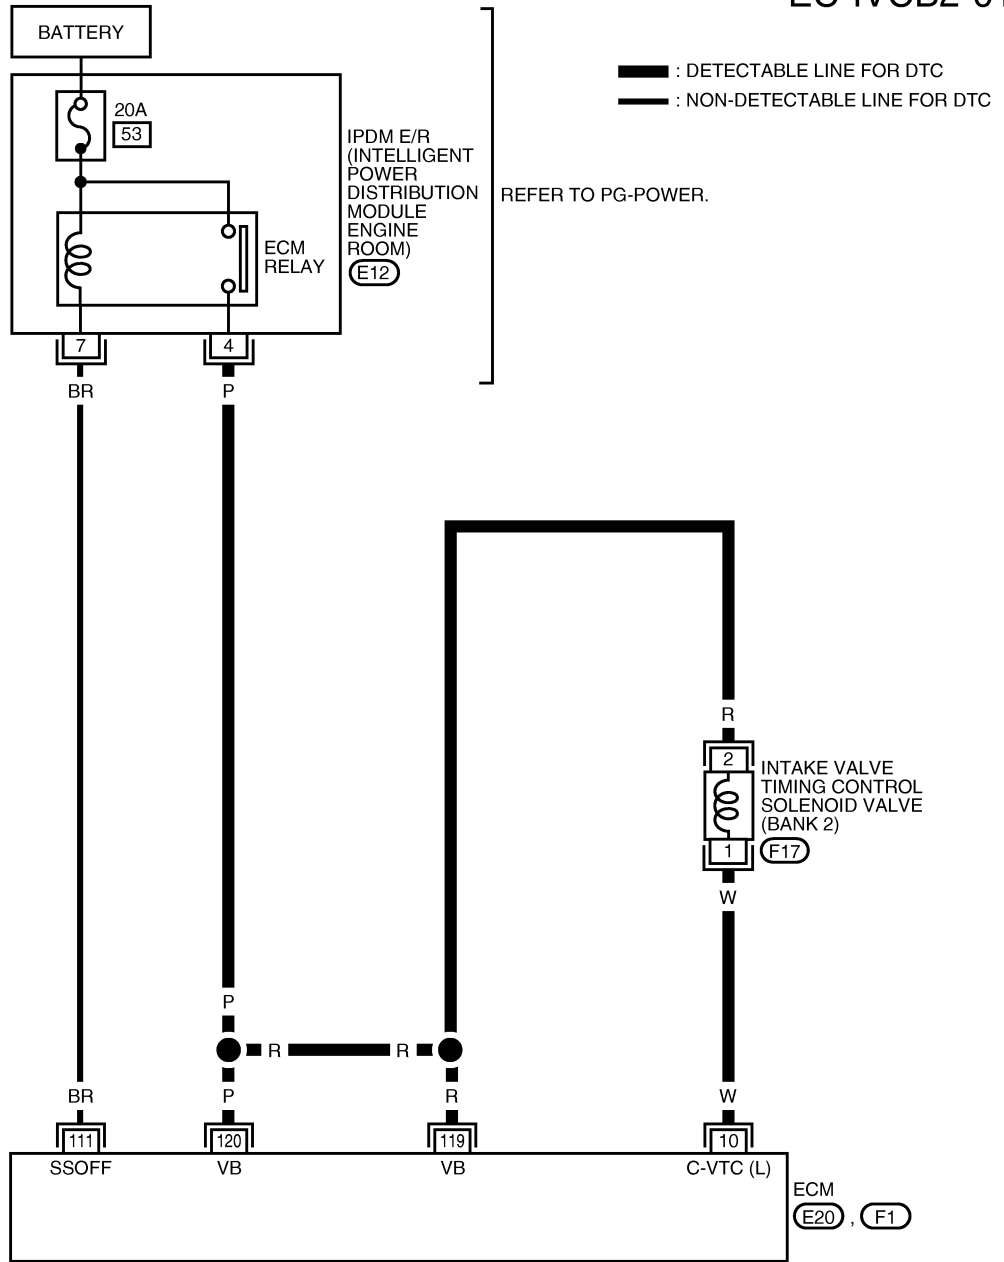 BATTERY
: DETECTABLE LINE FOR DTC
: NON-DETECTABLE LINE FOR DTC
20A
53
IPDM E/R
(INTELLIGENT
POWER
DISTRIBUTION
MODULE
ENGINE
ROOM)
E12
REFER TO PG-POWER.
ECM
RELAY
7
4
BR
P
R
2
INTAKE VALVE
TIMING CONTROL
SOLENOID VALVE
(BANK 2)
1
F17
W
P
R
R
BR
P
R
W
111
120
119
10
SSOFF
VB
VB
C-VTC (L)
ECM
E20 , F1